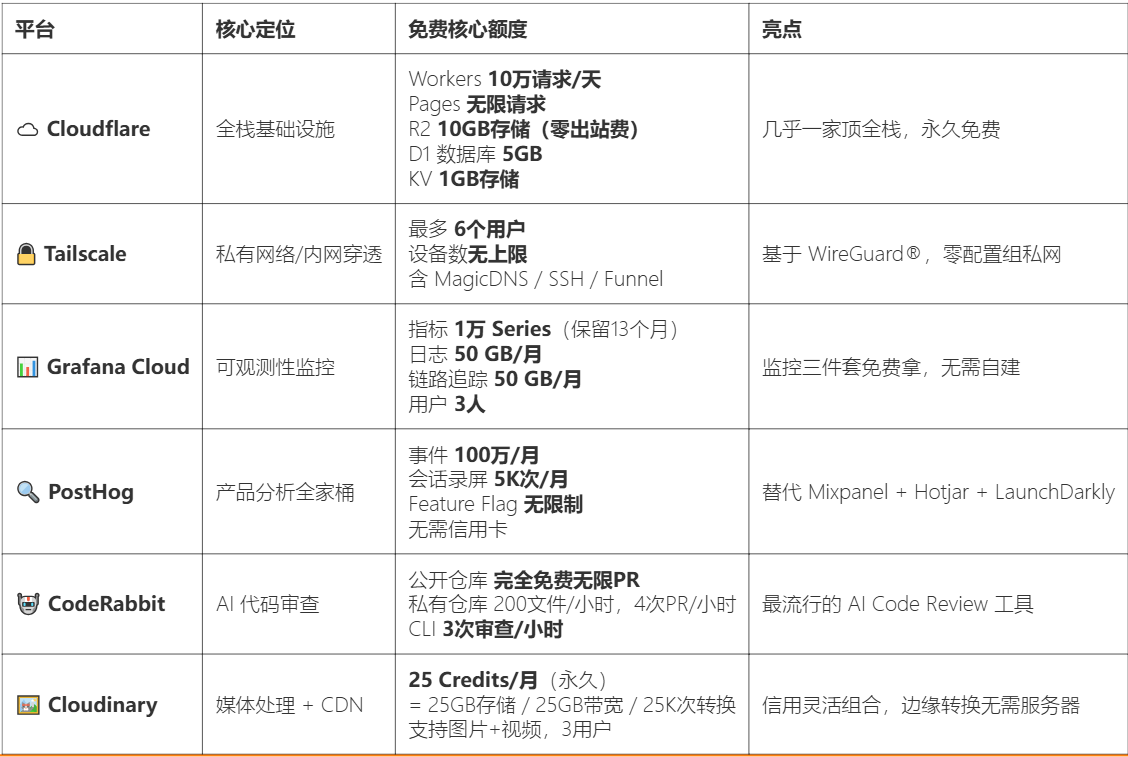 平台 核心定位 免费核心额度 亮点
Cloudflare 全栈基础设施
Workers 10万请求/天
Pages 无限请求
R2 10GB存储（零出站费）
D1 数据库 5GB
KV 1GB存储
几乎一家顶全栈，永久免费
Tailscale 私有网络/内网穿透
最多 6个用户
设备数无上限
含 MagicDNS / SSH / Funnel
基于 WireGuard®，零配置组私网
Grafana Cloud 可观测性监控
指标 1万 Series（保留13个月）
日志 50 GB/月
链路追踪 50 GB/月
用户 3人
监控三件套免费拿，无需自建
PostHog 产品分析全家桶
事件 100万/月
会话录屏 5K次/月
Feature Flag 无限制
无需信用卡
替代 Mixpanel + Hotjar + LaunchDarkly
CodeRabbit AI 代码审查
公开仓库 完全免费无限PR
私有仓库 200文件/小时，4次PR/小时
CLI 3次审查/小时
最流行的 AI Code Review 工具
Cloudinary 媒体处理 + CDN
25 Credits/月（永久）
= 25GB存储 / 25GB带宽 / 25K次转换
支持图片+视频，3用户
信用灵活组合，边缘转换无需服务器